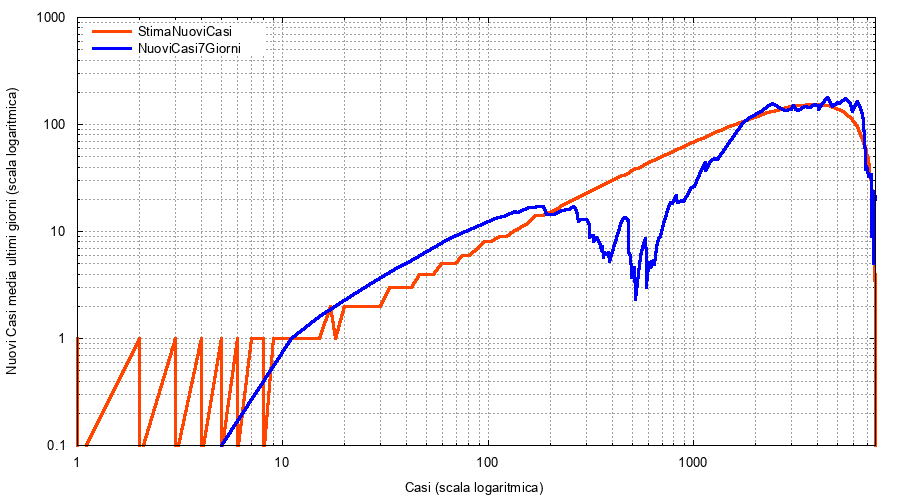 1000
100
10
1
0.1
StimaNuoviCasi
NuoviCasi7Giorni
Nuovi Casi media ultimi giorni (scala logaritmica)
1 10 100 1000
Casi (scala logaritmica)